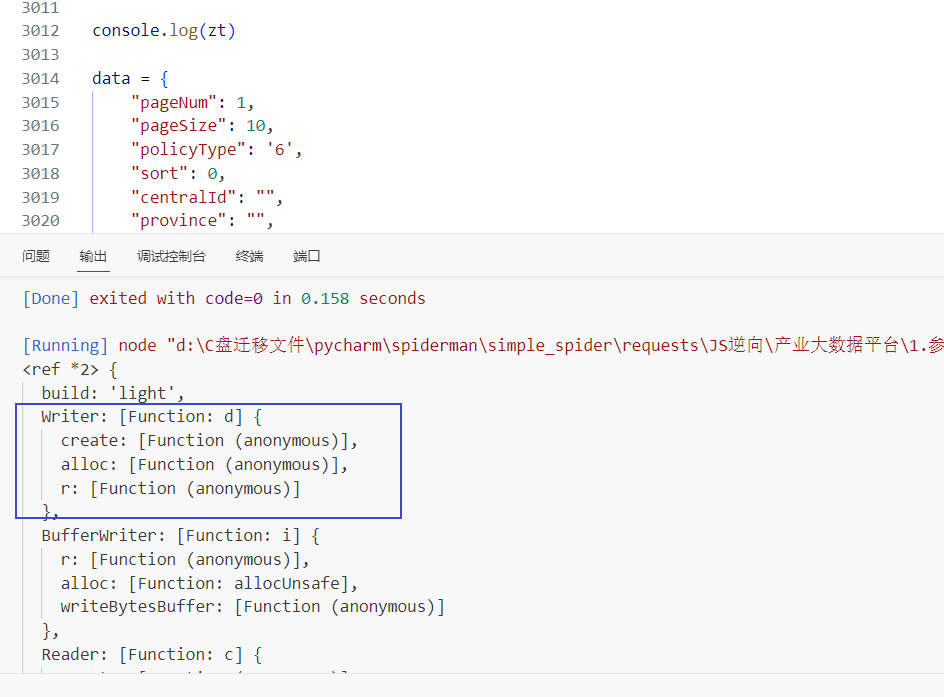 3011
3012 console.log(zt)
3013
3014 data = {
3015 "pageNum": 1,
3016 "pageSize": 10,
3017 "policyType": '6',
3018 "sort": 0,
3019 "centralId": "",
3020 "province": "",
问题 输出 调试控制台 终端 端口
[Done] exited with code=0 in 0.158 seconds
[Running] node "d:\C盘迁移文件\pycharm\spiderman\simple_spider\requests\JS逆向\产业大数据平台\1.参
<ref *2> {
build: 'light',
Writer: [Function: d] {
create: [Function (anonymous)],
alloc: [Function (anonymous)],
r: [Function (anonymous)]
},
BufferWriter: [Function: i] {
r: [Function (anonymous)],
alloc: [Function: allocUnsafe],
writeBytesBuffer: [Function (anonymous)]
},
Reader: [Function: c] {